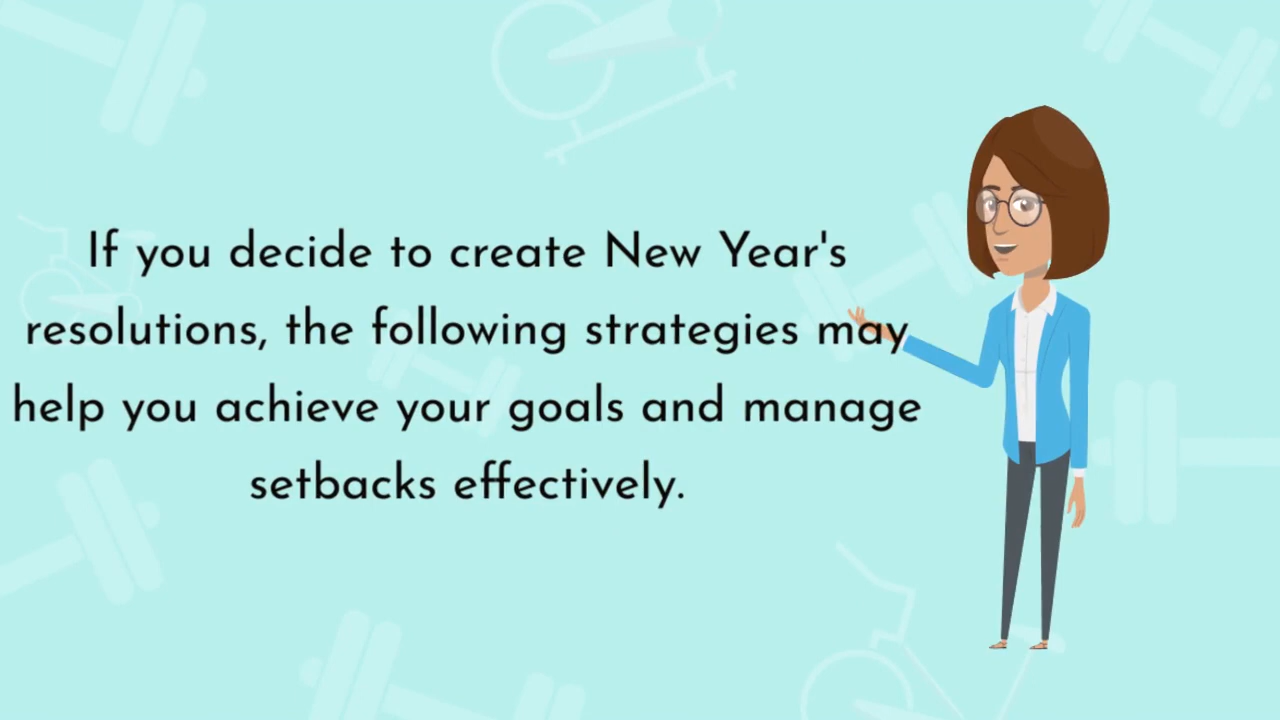 If you decide to create New Year's
resolutions, the following strategies may
help you achieve your goals and manage
setbacks effectively.